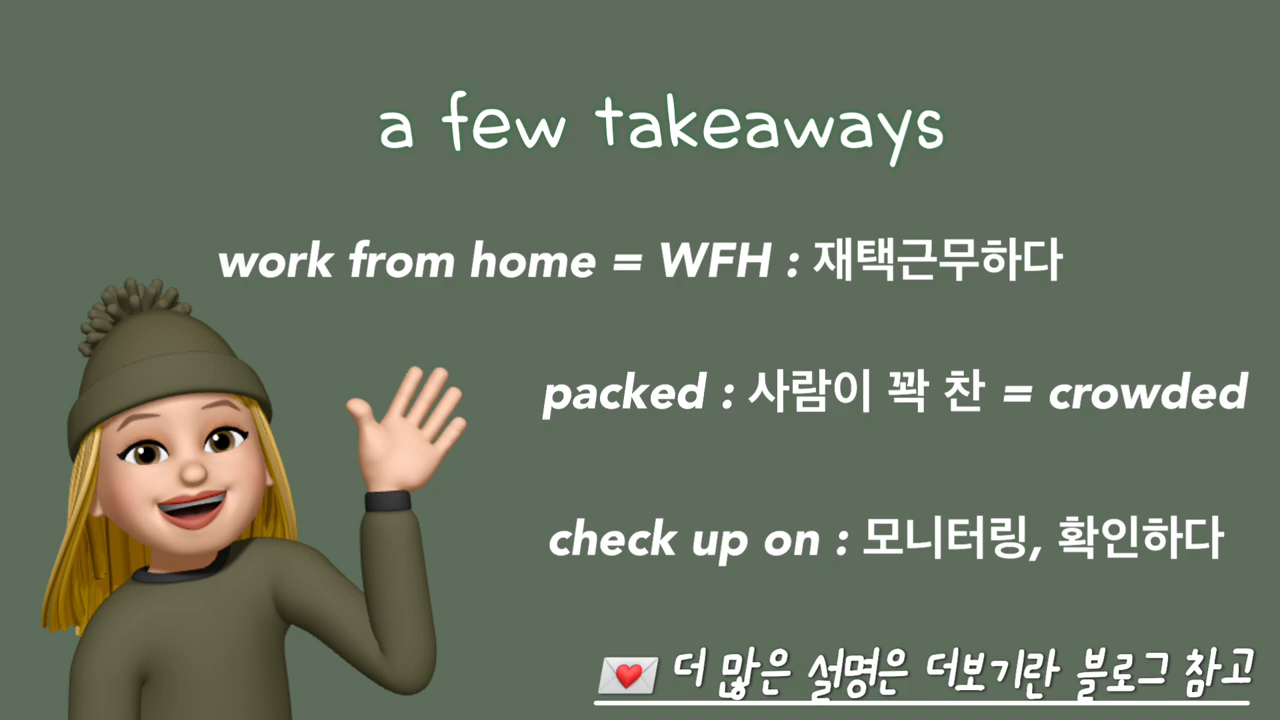 a few takeaways
work from home = WFH : 재택근무하다
packed : 사람이 꽉 찬 = crowded
check up on : 모니터링, 확인하다
💌 더 많은 설명은 더보기란 블로그 참고